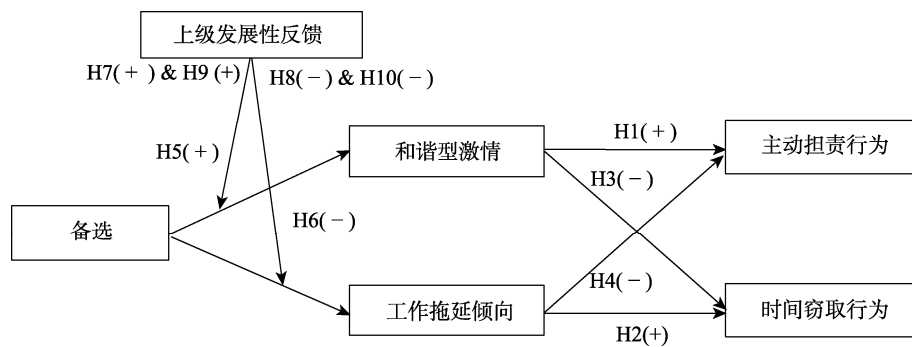 上级发展性反馈
H7(+ ) & H9 (+)
H8(-) & H10(-)
H5(+)
和谐型激情
H1(+)
主动担责行为
H3(-)
备选
H6(-)
H4(-)
工作拖延倾向
时间窃取行为
H2(+)